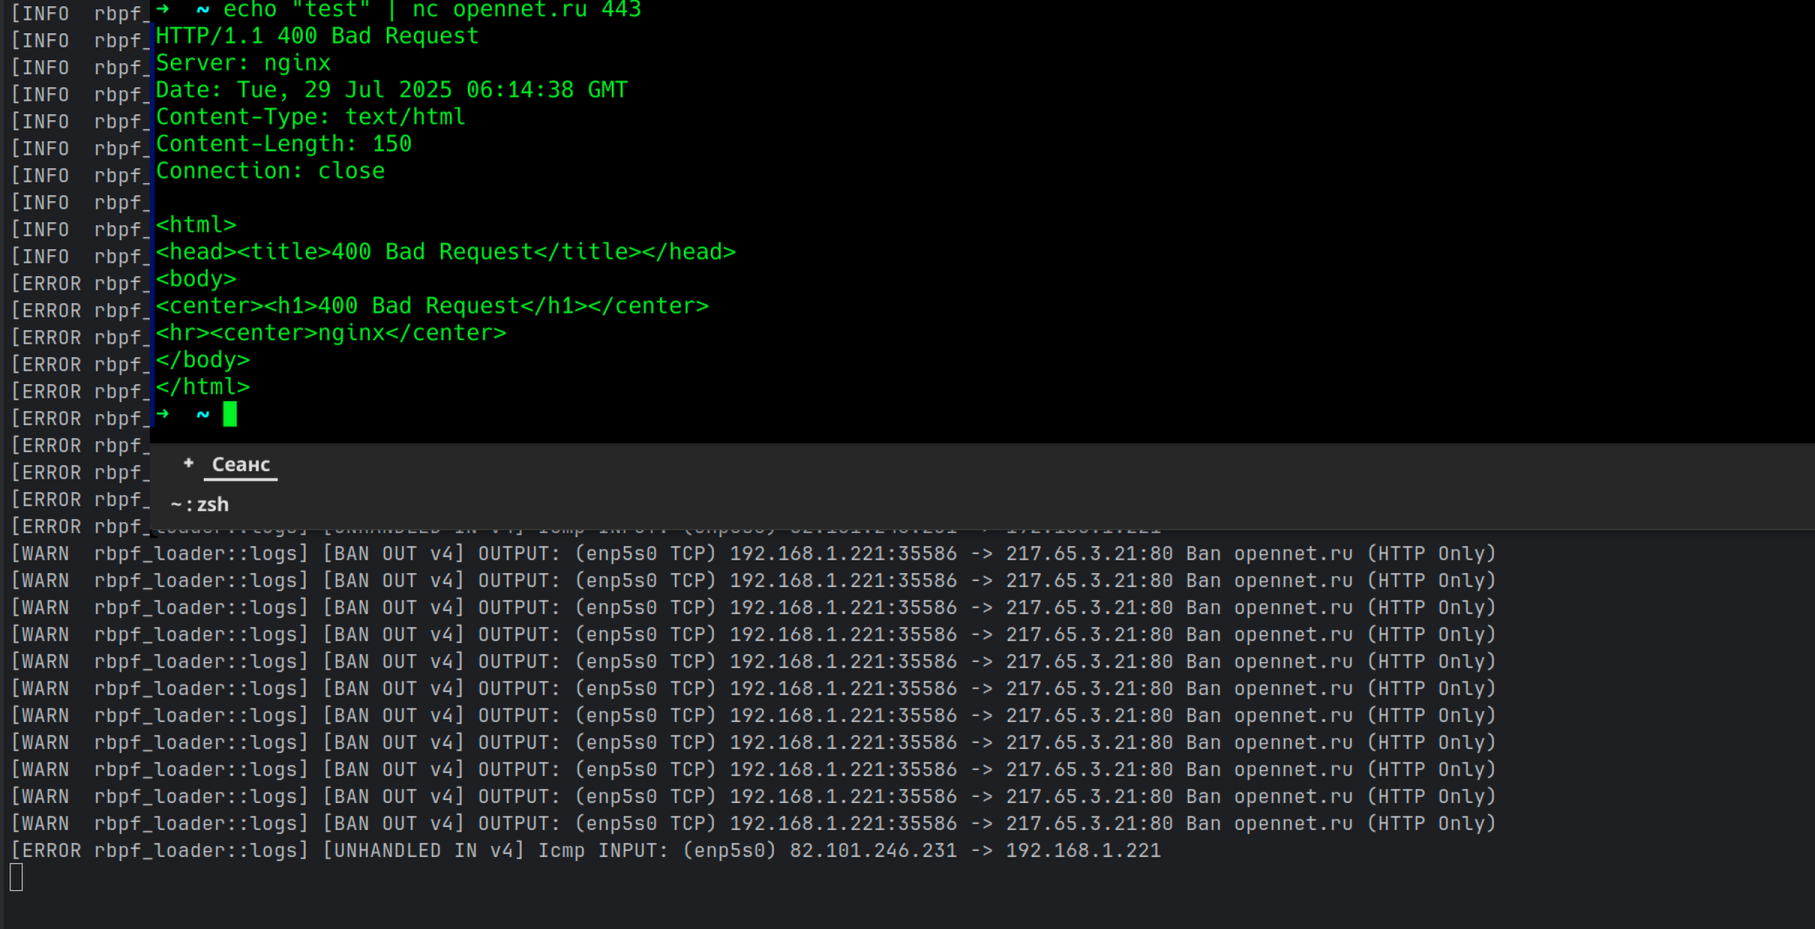 [INFO  rbpf_
[INFO  rbpf_
[INFO  rbpf_
[INFO  rbpf_
[INFO  rbpf_
[INFO  rbpf_
[INFO  rbpf_
[INFO  rbpf_
[INFO  rbpf_
[INFO  rbpf_
[ERROR rbpf_
[ERROR rbpf_
[ERROR rbpf_
[ERROR rbpf_
[ERROR rbpf_
[ERROR rbpf_
[ERROR rbpf_
[ERROR rbpf_
[ERROR rbpf_
➜  ~ echo "test" | nc opennet.ru 443
HTTP/1.1 400 Bad Request
Server: nginx
Date: Tue, 29 Jul 2025 06:14:38 GMT
Content-Type: text/html
Content-Length: 150
Connection: close
<html>
<head><title>400 Bad Request</title></head>
<body>
<center><h1>400 Bad Request</h1></center>
<hr><center>nginx</center>
</body>
</html>
➜  ~
+ Сеанс
~ : zsh
[ERROR rbpf_loader::logs] [UNHANDLED IN v4] Icmp INPUT: (enp5s0) 82.101.246.231 -> 192.168.1.221
[WARN  rbpf_loader::logs] [BAN OUT v4] OUTPUT: (enp5s0 TCP) 192.168.1.221:35586 -> 217.65.3.21:80 Ban opennet.ru (HTTP Only)
[WARN  rbpf_loader::logs] [BAN OUT v4] OUTPUT: (enp5s0 TCP) 192.168.1.221:35586 -> 217.65.3.21:80 Ban opennet.ru (HTTP Only)
[WARN  rbpf_loader::logs] [BAN OUT v4] OUTPUT: (enp5s0 TCP) 192.168.1.221:35586 -> 217.65.3.21:80 Ban opennet.ru (HTTP Only)
[WARN  rbpf_loader::logs] [BAN OUT v4] OUTPUT: (enp5s0 TCP) 192.168.1.221:35586 -> 217.65.3.21:80 Ban opennet.ru (HTTP Only)
[WARN  rbpf_loader::logs] [BAN OUT v4] OUTPUT: (enp5s0 TCP) 192.168.1.221:35586 -> 217.65.3.21:80 Ban opennet.ru (HTTP Only)
[WARN  rbpf_loader::logs] [BAN OUT v4] OUTPUT: (enp5s0 TCP) 192.168.1.221:35586 -> 217.65.3.21:80 Ban opennet.ru (HTTP Only)
[WARN  rbpf_loader::logs] [BAN OUT v4] OUTPUT: (enp5s0 TCP) 192.168.1.221:35586 -> 217.65.3.21:80 Ban opennet.ru (HTTP Only)
[WARN  rbpf_loader::logs] [BAN OUT v4] OUTPUT: (enp5s0 TCP) 192.168.1.221:35586 -> 217.65.3.21:80 Ban opennet.ru (HTTP Only)
[WARN  rbpf_loader::logs] [BAN OUT v4] OUTPUT: (enp5s0 TCP) 192.168.1.221:35586 -> 217.65.3.21:80 Ban opennet.ru (HTTP Only)
[WARN  rbpf_loader::logs] [BAN OUT v4] OUTPUT: (enp5s0 TCP) 192.168.1.221:35586 -> 217.65.3.21:80 Ban opennet.ru (HTTP Only)
[WARN  rbpf_loader::logs] [BAN OUT v4] OUTPUT: (enp5s0 TCP) 192.168.1.221:35586 -> 217.65.3.21:80 Ban opennet.ru (HTTP Only)
[ERROR rbpf_loader::logs] [UNHANDLED IN v4] Icmp INPUT: (enp5s0) 82.101.246.231 -> 192.168.1.221